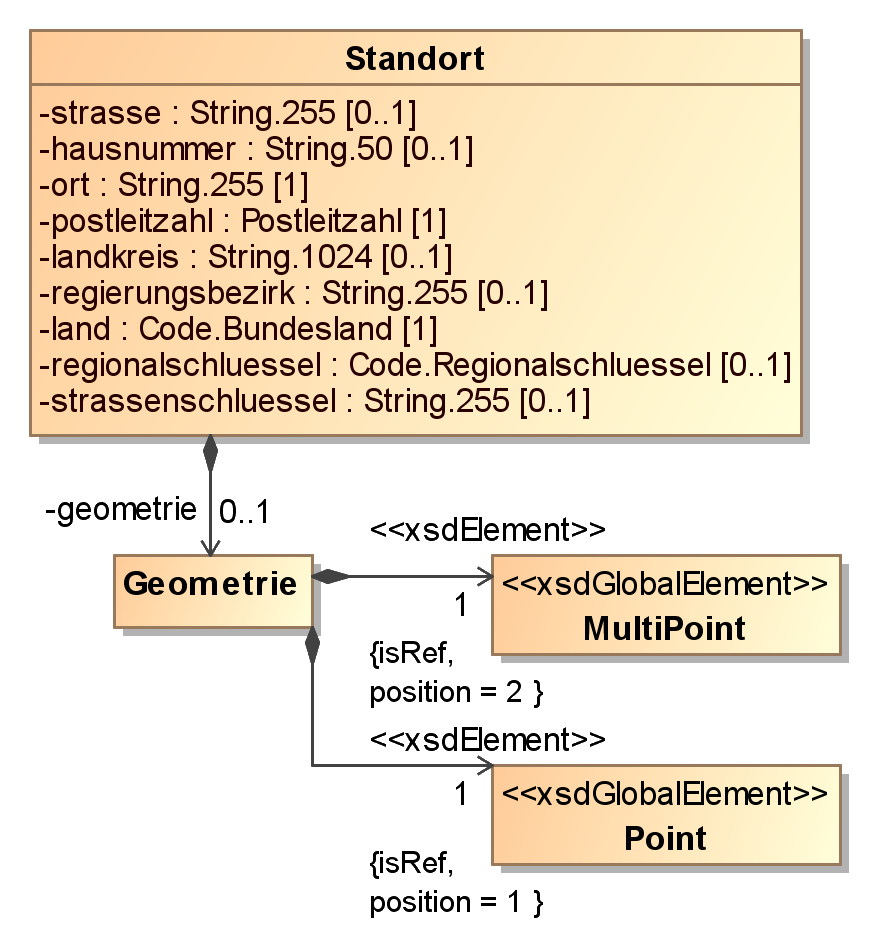 Standort
-strasse : String.255 [0..1]
-hausnummer : String.50 [0..1]
-ort : String.255 [1]
-postleitzahl : Postleitzahl [1]
-landkreis : String.1024 [0..1]
-regierungsbezirk : String.255 [0..1]
-land : Code.Bundesland [1]
-regionalschluessel : Code.Regionalschluessel [0..1]
-strassenschluessel : String.255 [0..1]
-geometrie 0..1
<<xsdElement>>
Geometrie
<<xsdGlobalElement>>
MultiPoint
1
{isRef,
position = 2 }
<<xsdElement>>
1
<<xsdGlobalElement>>
Point
{isRef,
position = 1 }